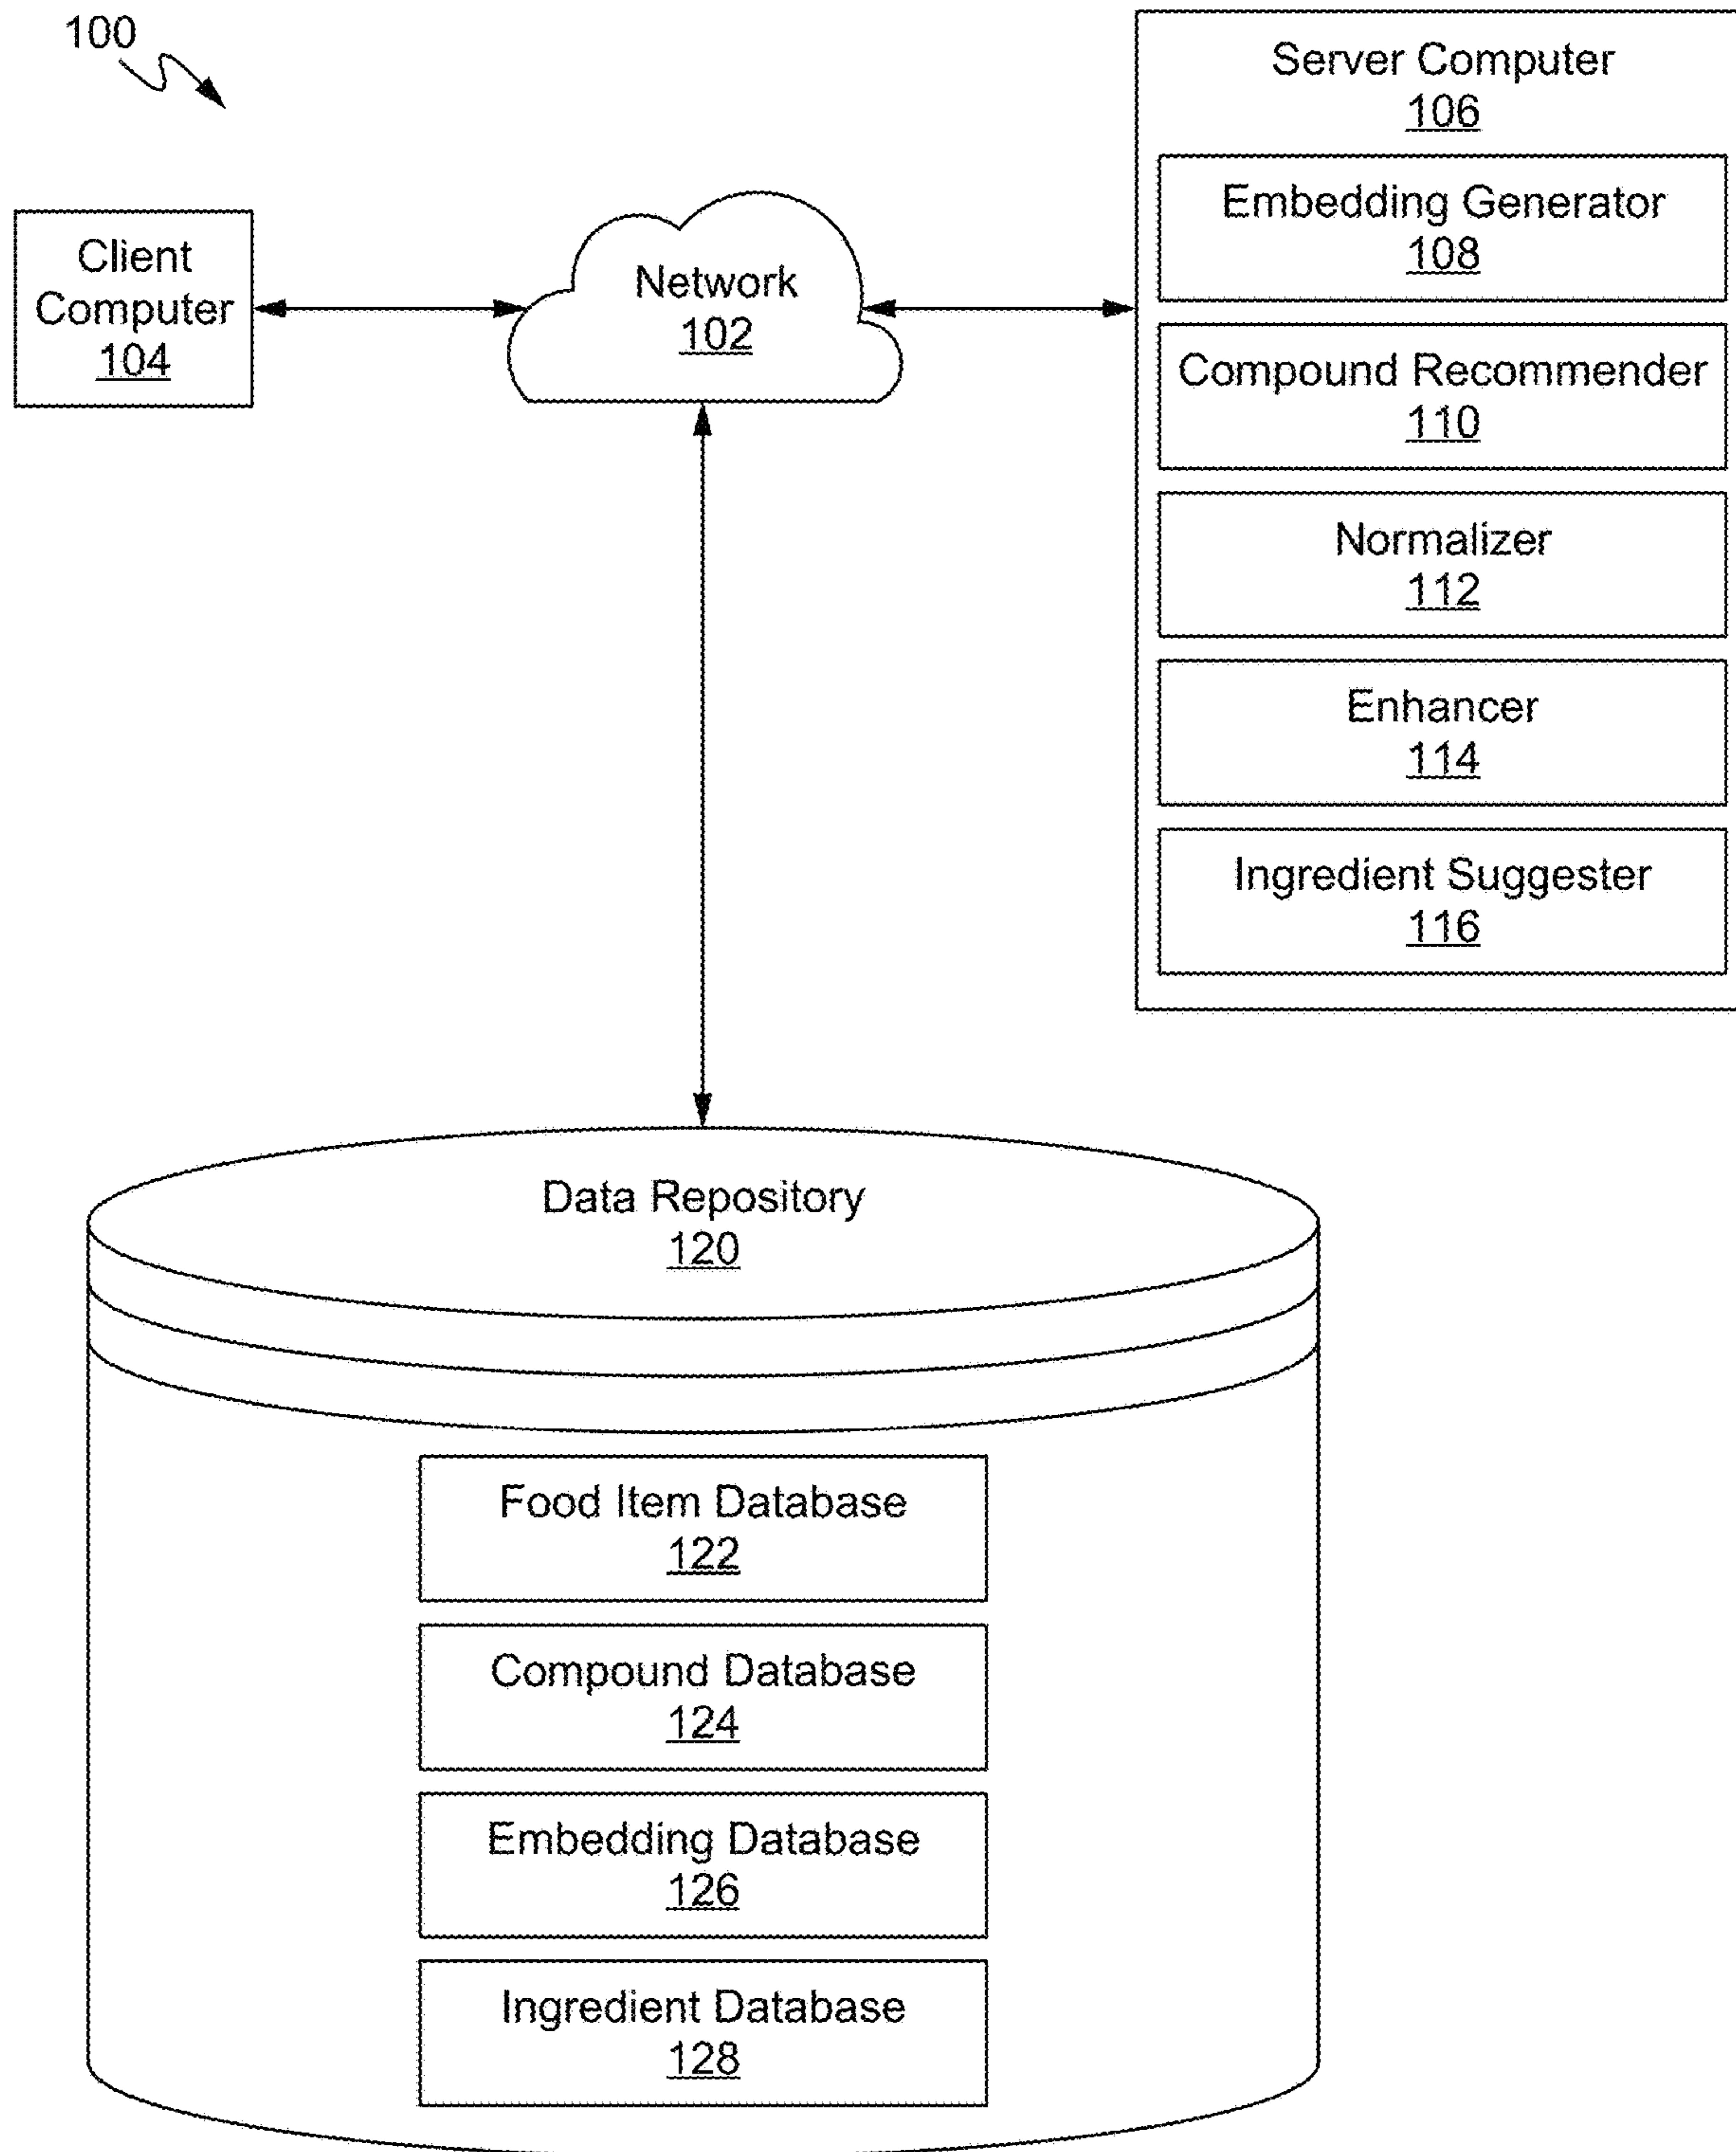 100
Server Computer
106
Embedding Generator
108
Client
Computer
104
Network
102
Compound Recommender
110
Normalizer
112
Enhancer
114
Ingredient Suggester
116
Data Repository
120
Food Item Database
122
Compound Database
124
Embedding Database
126
Ingredient Database
128